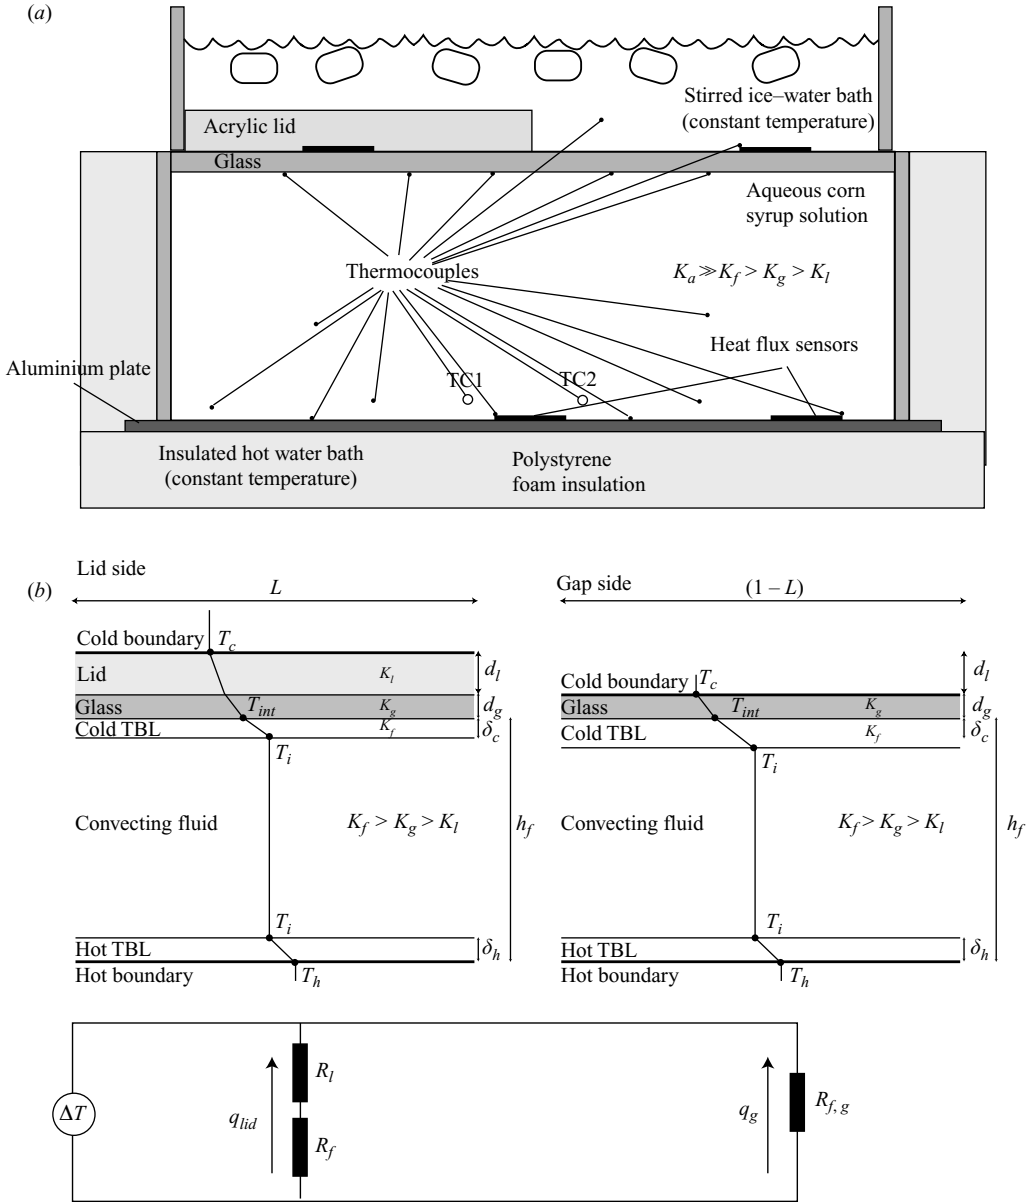 (a)
Stirred ice–water bath
(constant temperature)
Acrylic lid
Glass
Aqueous corn
syrup solution
Thermocouples
K_a ≫ K_f > K_g > K_l
Heat flux sensors
Aluminium plate
TC1
TC2
Insulated hot water bath
(constant temperature)
Polystyrene
foam insulation
(b)
Lid side
L
Cold boundary
T_c
Lid
K_l
d_l
Glass
T_int
K_g
d_g
Cold TBL
K_f
δ_c
T_i
Convecting fluid
K_f > K_g > K_l
h_f
T_i
Hot TBL
δ_h
Hot boundary
T_h
Gap side
(1 – L)
d_l
Cold boundary
T_c
Glass
T_int
K_g
d_g
Cold TBL
K_f
δ_c
T_i
Convecting fluid
K_f > K_g > K_l
h_f
T_i
Hot TBL
δ_h
Hot boundary
T_h
ΔT
q_lid
R_l
R_f
q_g
R_f, g